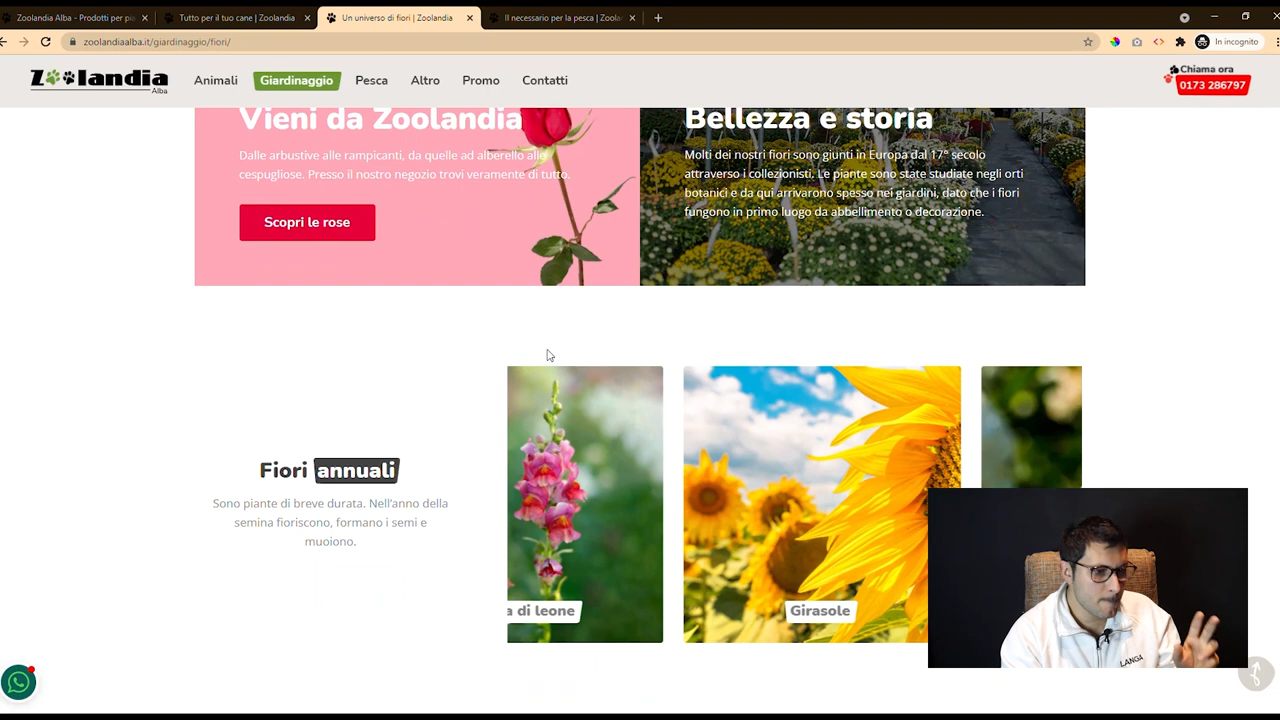 Zoolandia Alba - Prodotti per pia
Tutto per il tuo cane | Zoolandia
Un universo di fiori | Zoolandia
Il necessario per la pesca | Zoola
zoolandiaalba.it/giardinaggio/fiori/
In incognito
Zoolandia
Alba
Animali
Giardinaggio
Pesca
Altro
Promo
Contatti
Chiama ora
0173 286797
Vieni da Zoolandia
Dalle arbustive alle rampicanti, da quelle ad alberello alle
cespugliose. Presso il nostro negozio trovi veramente di tutto.
Scopri le rose
Bellezza e storia
Molti dei nostri fiori sono giunti in Europa dal 17° secolo
attraverso i collezionisti. Le piante sono state studiate negli orti
botanici e da qui arrivarono spesso nei giardini, dato che i fiori
fungono in primo luogo da abbellimento o decorazione.
Fiori annuali
Sono piante di breve durata. Nell'anno della
semina fioriscono, formano i semi e
muoiono.
a di leone
Girasole
LANGA